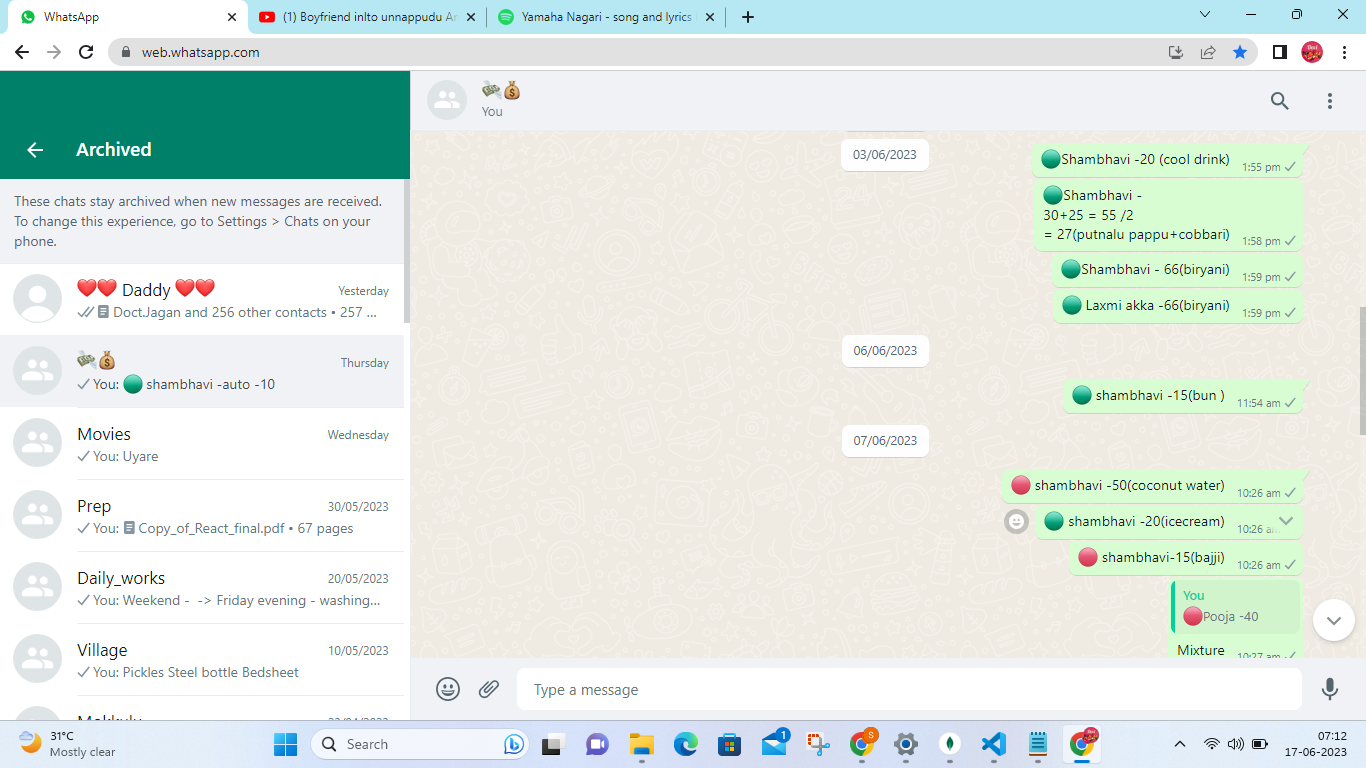 WhatsApp
(1) Boyfriend inlto unnappudu Ar
Yamaha Nagari - song and lyrics
web.whatsapp.com
Archived
These chats stay archived when new messages are received.
To change this experience, go to Settings > Chats on your
phone.
❤️❤️ Daddy ❤️❤️
Yesterday
Doct.Jagan and 256 other contacts • 257 ...
💸💰
Thursday
You: 🟢 shambhavi -auto -10
Movies
Wednesday
You: Uyare
Prep
30/05/2023
You: Copy_of_React_final.pdf • 67 pages
Daily_works
20/05/2023
You: Weekend - -> Friday evening - washing...
Village
10/05/2023
You: Pickles Steel bottle Bedsheet
💸💰
You
03/06/2023
🟢Shambhavi -20 (cool drink)
1:55 pm
🟢Shambhavi -
30+25 = 55 /2
= 27(putnalu pappu+cobbari)
1:58 pm
🟢Shambhavi - 66(biryani)
1:59 pm
🟢 Laxmi akka -66(biryani)
1:59 pm
06/06/2023
🟢 shambhavi -15(bun )
11:54 am
07/06/2023
🔴 shambhavi -50(coconut water)
10:26 am
🟢 shambhavi -20(icecream)
10:26
🔴 shambhavi-15(bajji)
10:26 am
You
🔴Pooja -40
Mixture
10:27 am
Type a message
31°C
Mostly clear
Search
1
S
07:12
17-06-2023